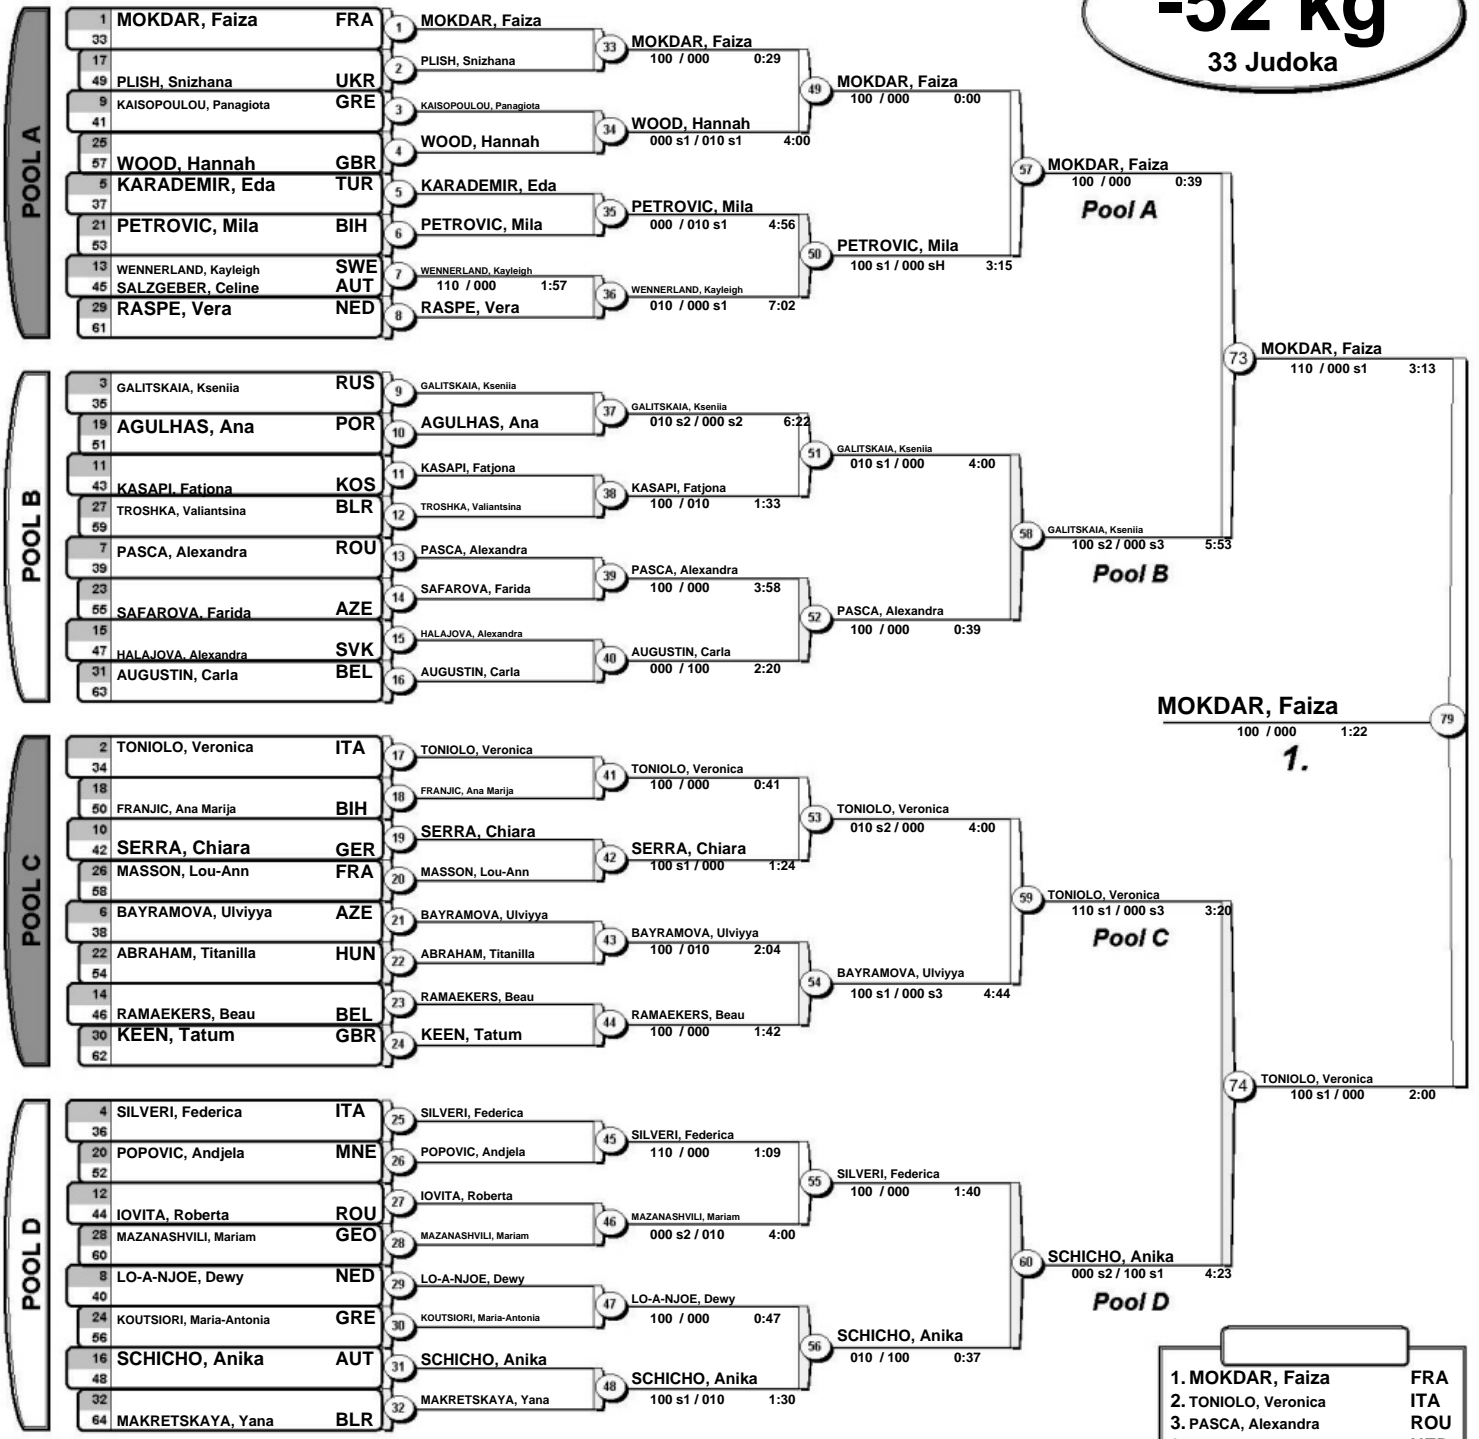 -52 kg
33 Judoka
POOL A
1 MOKDAR, Faiza FRA
33
17
49 PLISH, Snizhana UKR
9 KAISOPOULOU, Panagiota GRE
41
25
57 WOOD, Hannah GBR
5 KARADEMIR, Eda TUR
37
21 PETROVIC, Mila BIH
53
13 WENNERLAND, Kayleigh SWE
45 SALZGEBER, Celine AUT
29 RASPE, Vera NED
61
1 MOKDAR, Faiza
2 PLISH, Snizhana
3 KAISOPOULOU, Panagiota
4 WOOD, Hannah
5 KARADEMIR, Eda
6 PETROVIC, Mila
7 WENNERLAND, Kayleigh
110 / 000 1:57
8 RASPE, Vera
33 MOKDAR, Faiza
100 / 000 0:29
34 WOOD, Hannah
000 s1 / 010 s1 4:00
35 PETROVIC, Mila
000 / 010 s1 4:56
36 WENNERLAND, Kayleigh
010 / 000 s1 7:02
49 MOKDAR, Faiza
100 / 000 0:00
50 PETROVIC, Mila
100 s1 / 000 sH 3:15
57 MOKDAR, Faiza
100 / 000 0:39
Pool A
POOL B
3 GALITSKAIA, Kseniia RUS
35
19 AGULHAS, Ana POR
51
11
43 KASAPI, Fatjona KOS
27 TROSHKA, Valiantsina BLR
59
7 PASCA, Alexandra ROU
39
23
55 SAFAROVA, Farida AZE
15
47 HALAJOVA, Alexandra SVK
31 AUGUSTIN, Carla BEL
63
9 GALITSKAIA, Kseniia
10 AGULHAS, Ana
11 KASAPI, Fatjona
12 TROSHKA, Valiantsina
13 PASCA, Alexandra
14 SAFAROVA, Farida
15 HALAJOVA, Alexandra
16 AUGUSTIN, Carla
37 GALITSKAIA, Kseniia
010 s2 / 000 s2 6:22
38 KASAPI, Fatjona
100 / 010 1:33
39 PASCA, Alexandra
100 / 000 3:58
40 AUGUSTIN, Carla
000 / 100 2:20
51 GALITSKAIA, Kseniia
010 s1 / 000 4:00
52 PASCA, Alexandra
100 / 000 0:39
58 GALITSKAIA, Kseniia
100 s2 / 000 s3 5:53
Pool B
73 MOKDAR, Faiza
110 / 000 s1 3:13
MOKDAR, Faiza 79
100 / 000 1:22
1.
POOL C
2 TONIOLO, Veronica ITA
34
18
50 FRANJIC, Ana Marija BIH
10
42 SERRA, Chiara GER
26 MASSON, Lou-Ann FRA
58
6 BAYRAMOVA, Ulviyya AZE
38
22 ABRAHAM, Titanilla HUN
54
14
46 RAMAEKERS, Beau BEL
30 KEEN, Tatum GBR
62
17 TONIOLO, Veronica
18 FRANJIC, Ana Marija
19 SERRA, Chiara
20 MASSON, Lou-Ann
21 BAYRAMOVA, Ulviyya
22 ABRAHAM, Titanilla
23 RAMAEKERS, Beau
24 KEEN, Tatum
41 TONIOLO, Veronica
100 / 000 0:41
42 SERRA, Chiara
100 s1 / 000 1:24
43 BAYRAMOVA, Ulviyya
100 / 010 2:04
44 RAMAEKERS, Beau
100 / 000 1:42
53 TONIOLO, Veronica
010 s2 / 000 4:00
54 BAYRAMOVA, Ulviyya
100 s1 / 000 s3 4:44
59 TONIOLO, Veronica
110 s1 / 000 s3 3:20
Pool C
POOL D
4 SILVERI, Federica ITA
36
20 POPOVIC, Andjela MNE
52
12
44 IOVITA, Roberta ROU
28 MAZANASHVILI, Mariam GEO
60
8 LO-A-NJOE, Dewy NED
40
24 KOUTSIORI, Maria-Antonia GRE
56
16 SCHICHO, Anika AUT
48
32
64 MAKRETSKAYA, Yana BLR
25 SILVERI, Federica
26 POPOVIC, Andjela
27 IOVITA, Roberta
28 MAZANASHVILI, Mariam
29 LO-A-NJOE, Dewy
30 KOUTSIORI, Maria-Antonia
31 SCHICHO, Anika
32 MAKRETSKAYA, Yana
45 SILVERI, Federica
110 / 000 1:09
46 MAZANASHVILI, Mariam
000 s2 / 010 4:00
47 LO-A-NJOE, Dewy
100 / 000 0:47
48 SCHICHO, Anika
100 s1 / 010 1:30
55 SILVERI, Federica
100 / 000 1:40
56 SCHICHO, Anika
010 / 100 0:37
60 SCHICHO, Anika
000 s2 / 100 s1 4:23
Pool D
74 TONIOLO, Veronica
100 s1 / 000 2:00
1. MOKDAR, Faiza FRA
2. TONIOLO, Veronica ITA
3. PASCA, Alexandra ROU